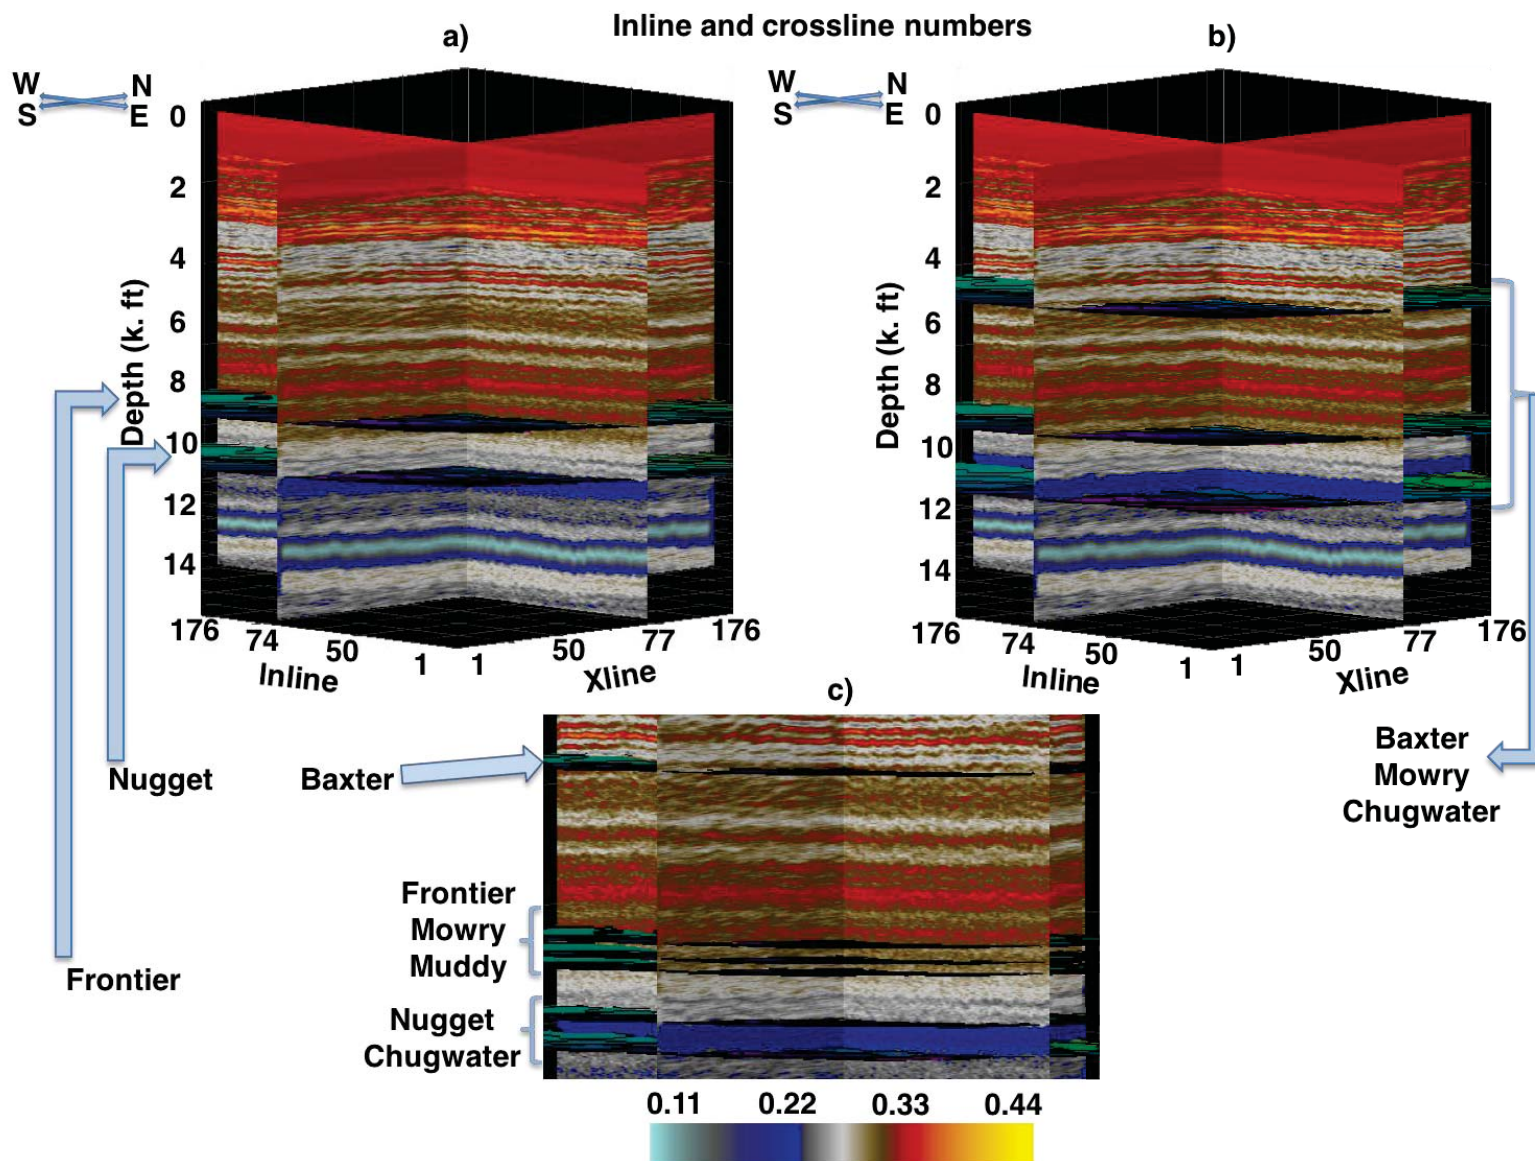 Inline and crossline numbers
a)
b)
W N
S E
W N
S E
0
2
4
6
8
10
12
14
Depth (k. ft)
176 74 50 1 1 50 77 176
Inline Xline
0
2
4
6
8
10
12
14
Depth (k. ft)
176 74 50 1 1 50 77 176
Inline Xline
c)
Nugget
Frontier
Baxter
Baxter
Mowry
Chugwater
Frontier
Mowry
Muddy
Nugget
Chugwater
0.11 0.22 0.33 0.44